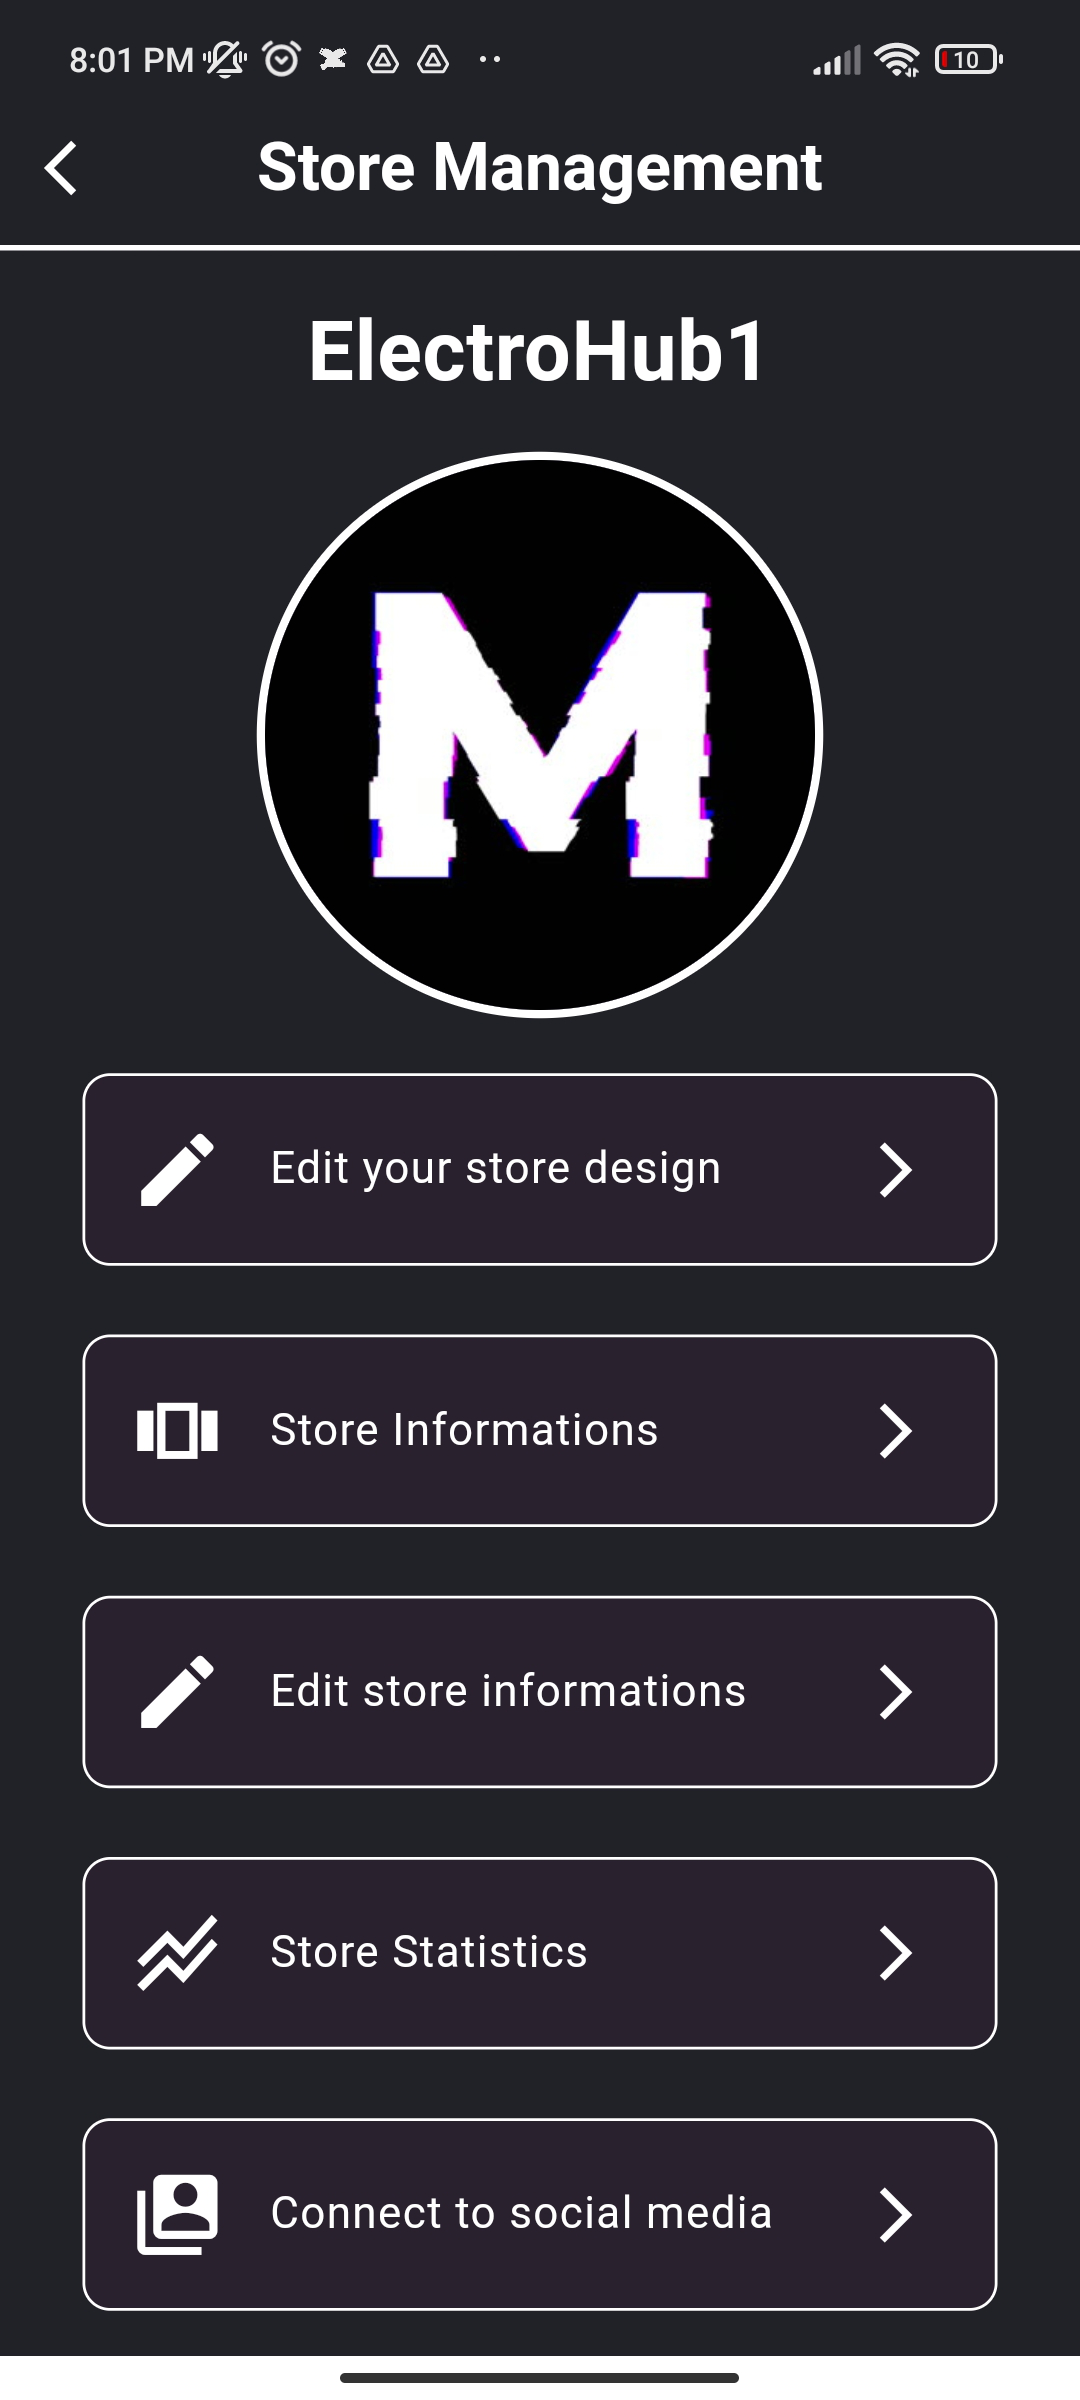 8:01 PM 10
Store Management
ElectroHub1
M
Edit your store design
Store Informations
Edit store informations
Store Statistics
Connect to social media